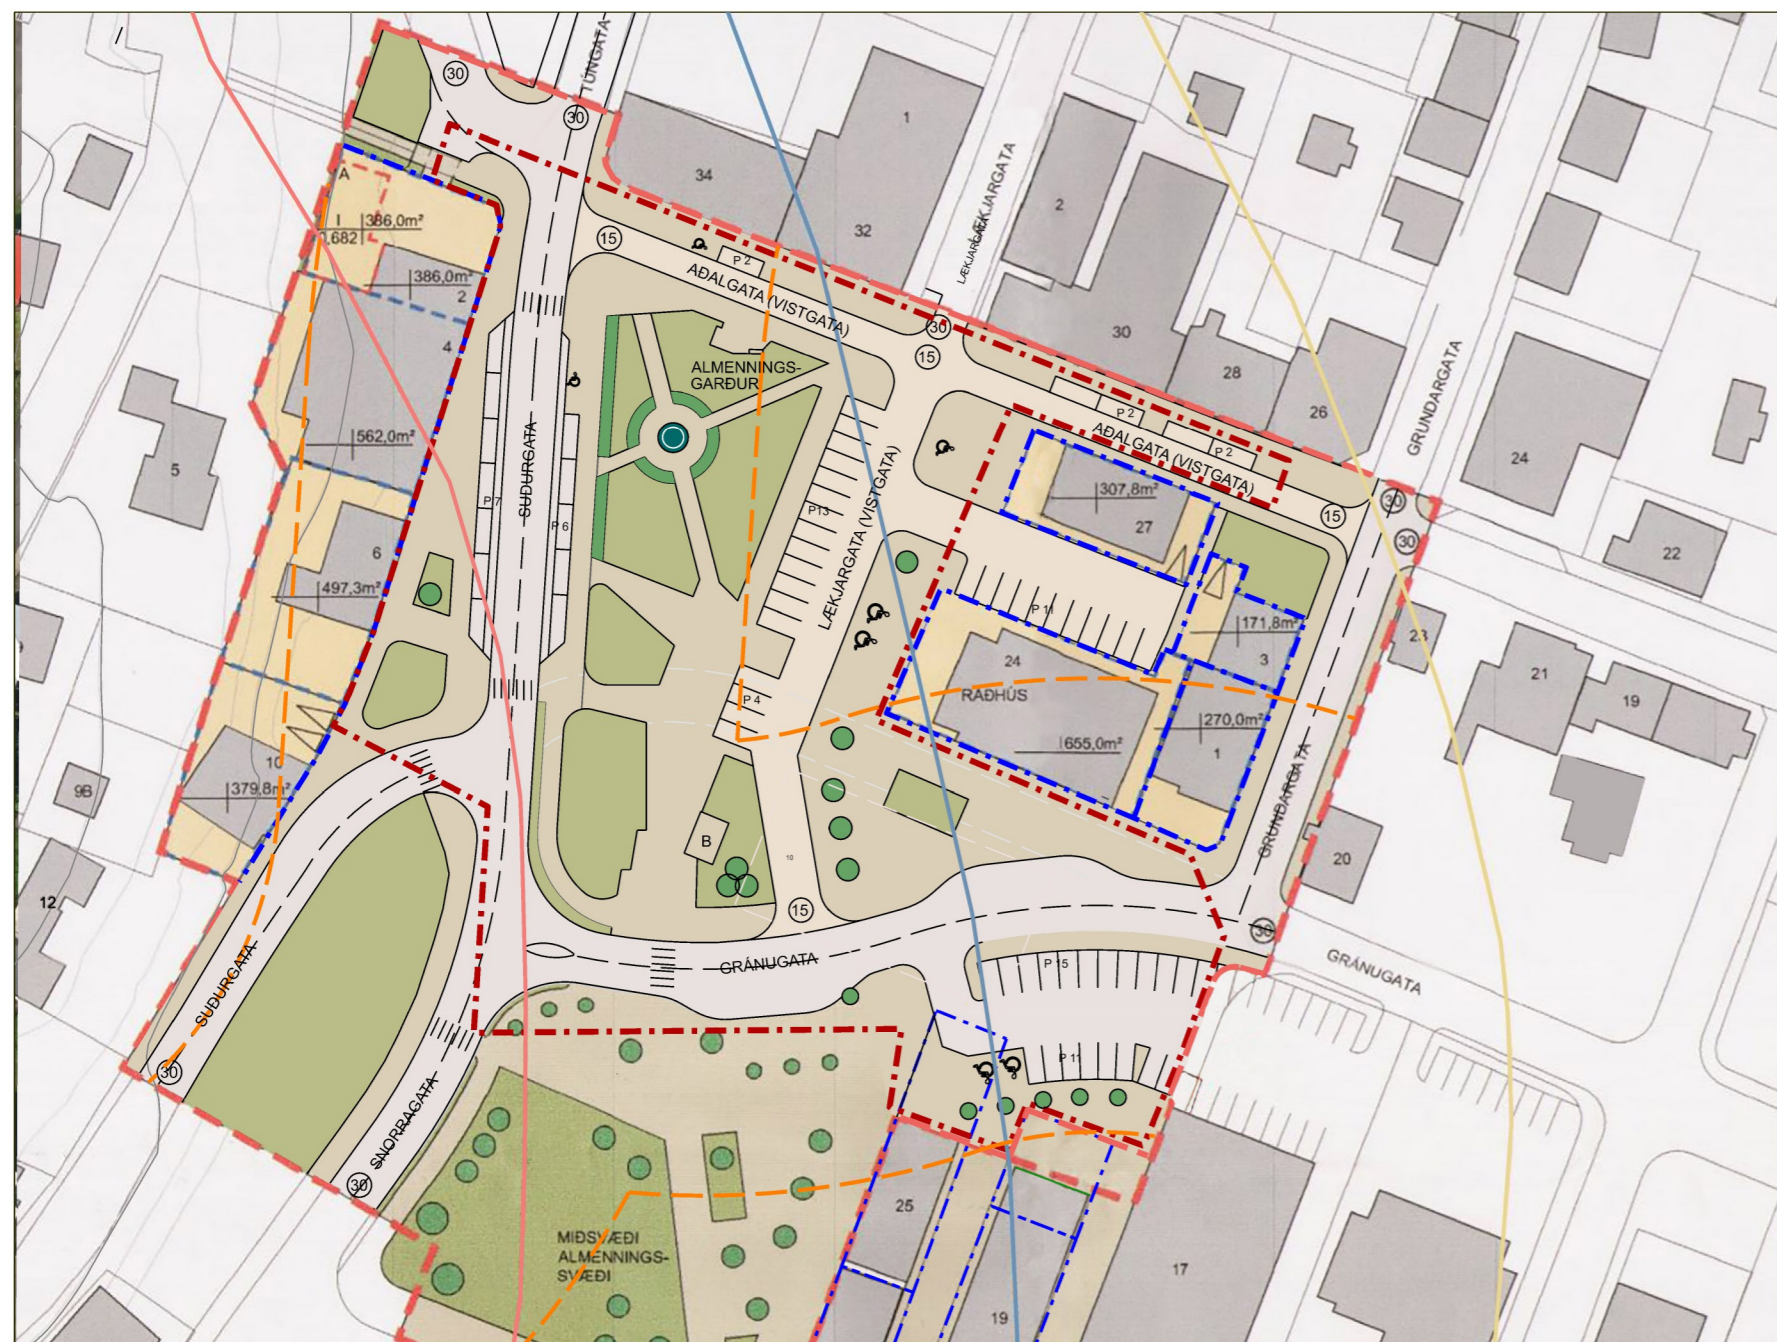 TÚNGATA
30
30
1
34
32
2
LÆKJARGATA
LÆKJARGATA
A
I
386,0m²
386,0m²
2
4
15
P 2
AÐALGATA (VISTGATA)
30
15
30
28
26
GRUNDARGATA
ALMENNINGS-
GARÐUR
SUÐURGATA
P 7
P 6
562,0m²
5
6
497,3m²
P13
LÆKJARGATA (VISTGATA)
P 2
P 2
AÐALGATA (VISTGATA)
15
30
30
24
22
307,8m²
27
P 11
171,8m²
3
23
21
19
24
RÁÐHÚS
655,0m²
270,0m²
1
P 4
10
379,8m²
9B
12
B
10
15
20
GRUNDARGATA
30
GRÁNUGATA
GRÁNUGATA
P 15
P 11
SUÐURGATA
30
SNORRAGATA
30
MIÐSVÆÐI
ALMENNINGS-
SVÆÐI
25
19
17